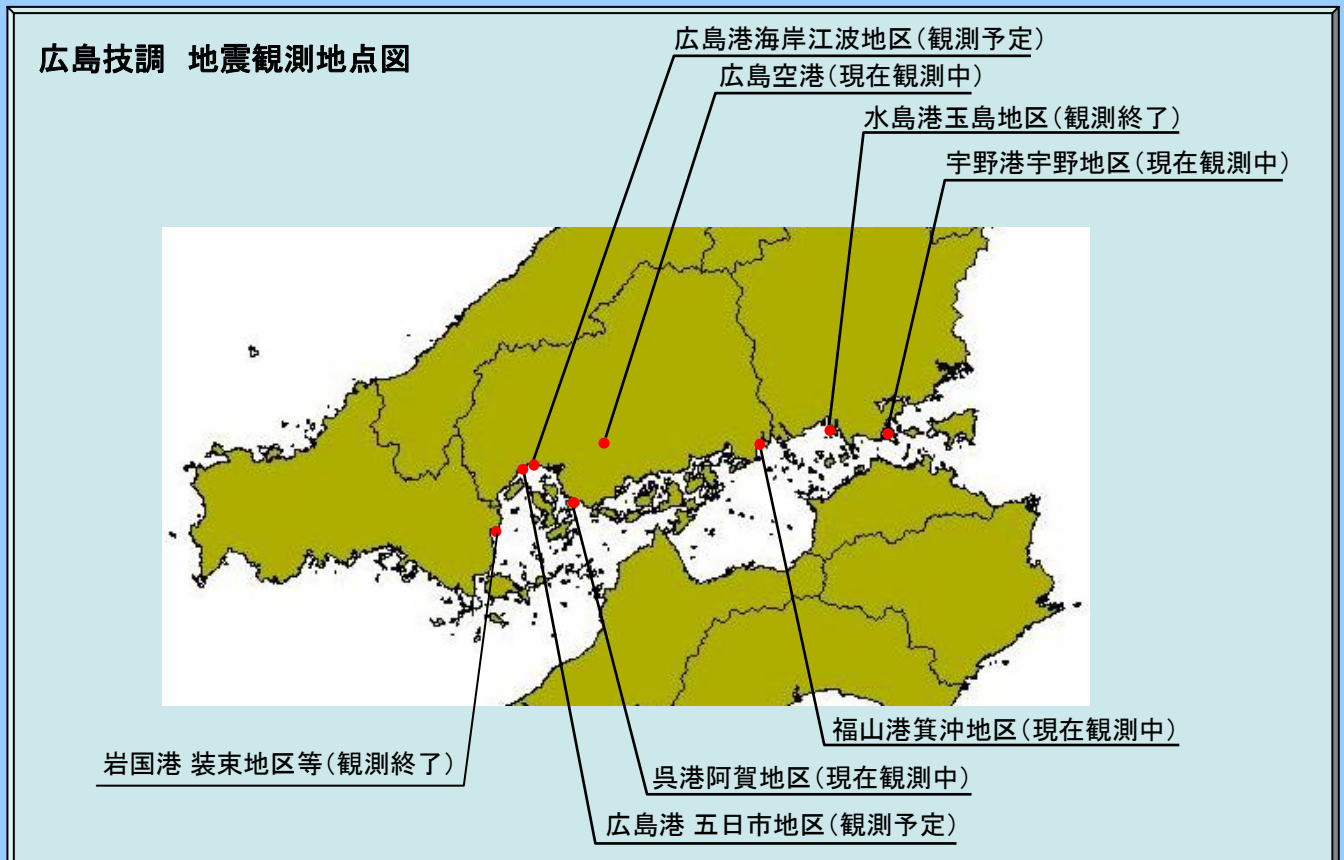 広島技調 地震観測地点図
広島港海岸江波地区(観測予定)
広島空港(現在観測中)
水島港玉島地区(観測終了)
宇野港宇野地区(現在観測中)
福山港箕沖地区(現在観測中)
岩国港 装束地区等(観測終了)
呉港阿賀地区(現在観測中)
広島港 五日市地区(観測予定)